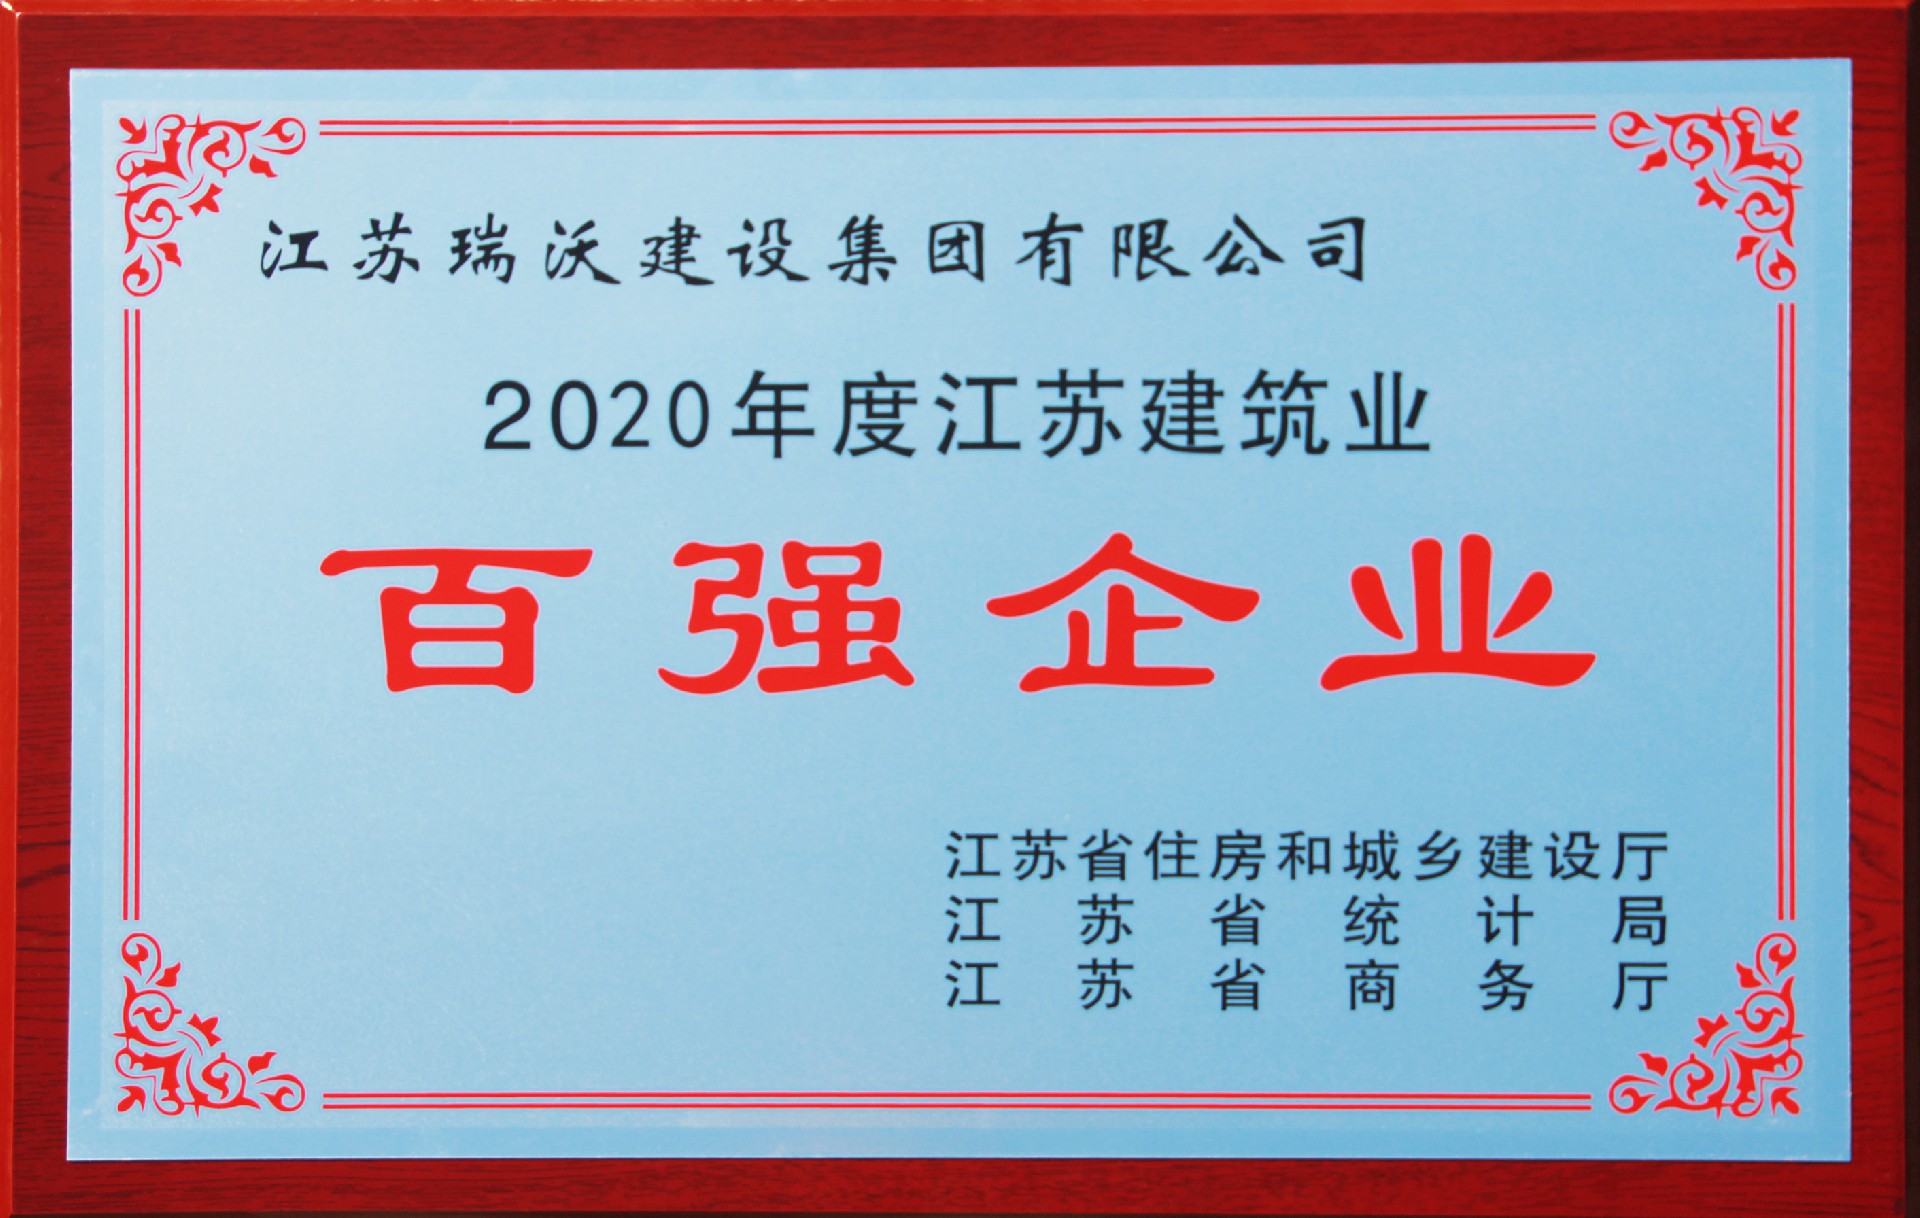 江苏瑞沃建设集团有限公司
2020年度江苏建筑业
百强企业
江苏省住房和城乡建设厅
江苏省统计局
江苏省商务厅